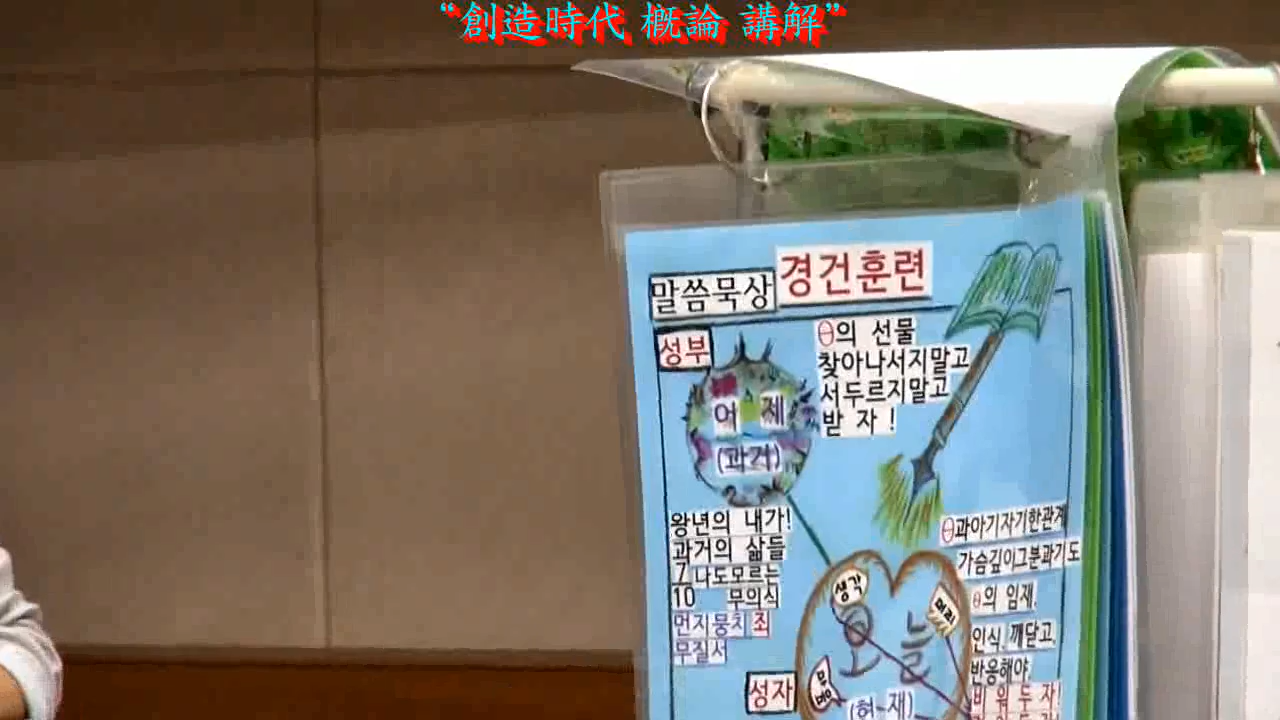 “創造時代 槪論 講解”
말씀묵상 경건훈련
성부
θ의 선물
찾아나서지말고
서두르지말고
받 자 !
어 제
(과거)
왕년의 내가!
과거의 삶들
7 나도모르는
10 무의식
먼지뭉치 죄
무질서
θ과아기자기한관계
가슴깊이그분과기도
θ의 임재,
인식, 깨닫고,
반응해야,
비 워 두 자!
생각
머리
오 늘
마음
성자
(현-재)